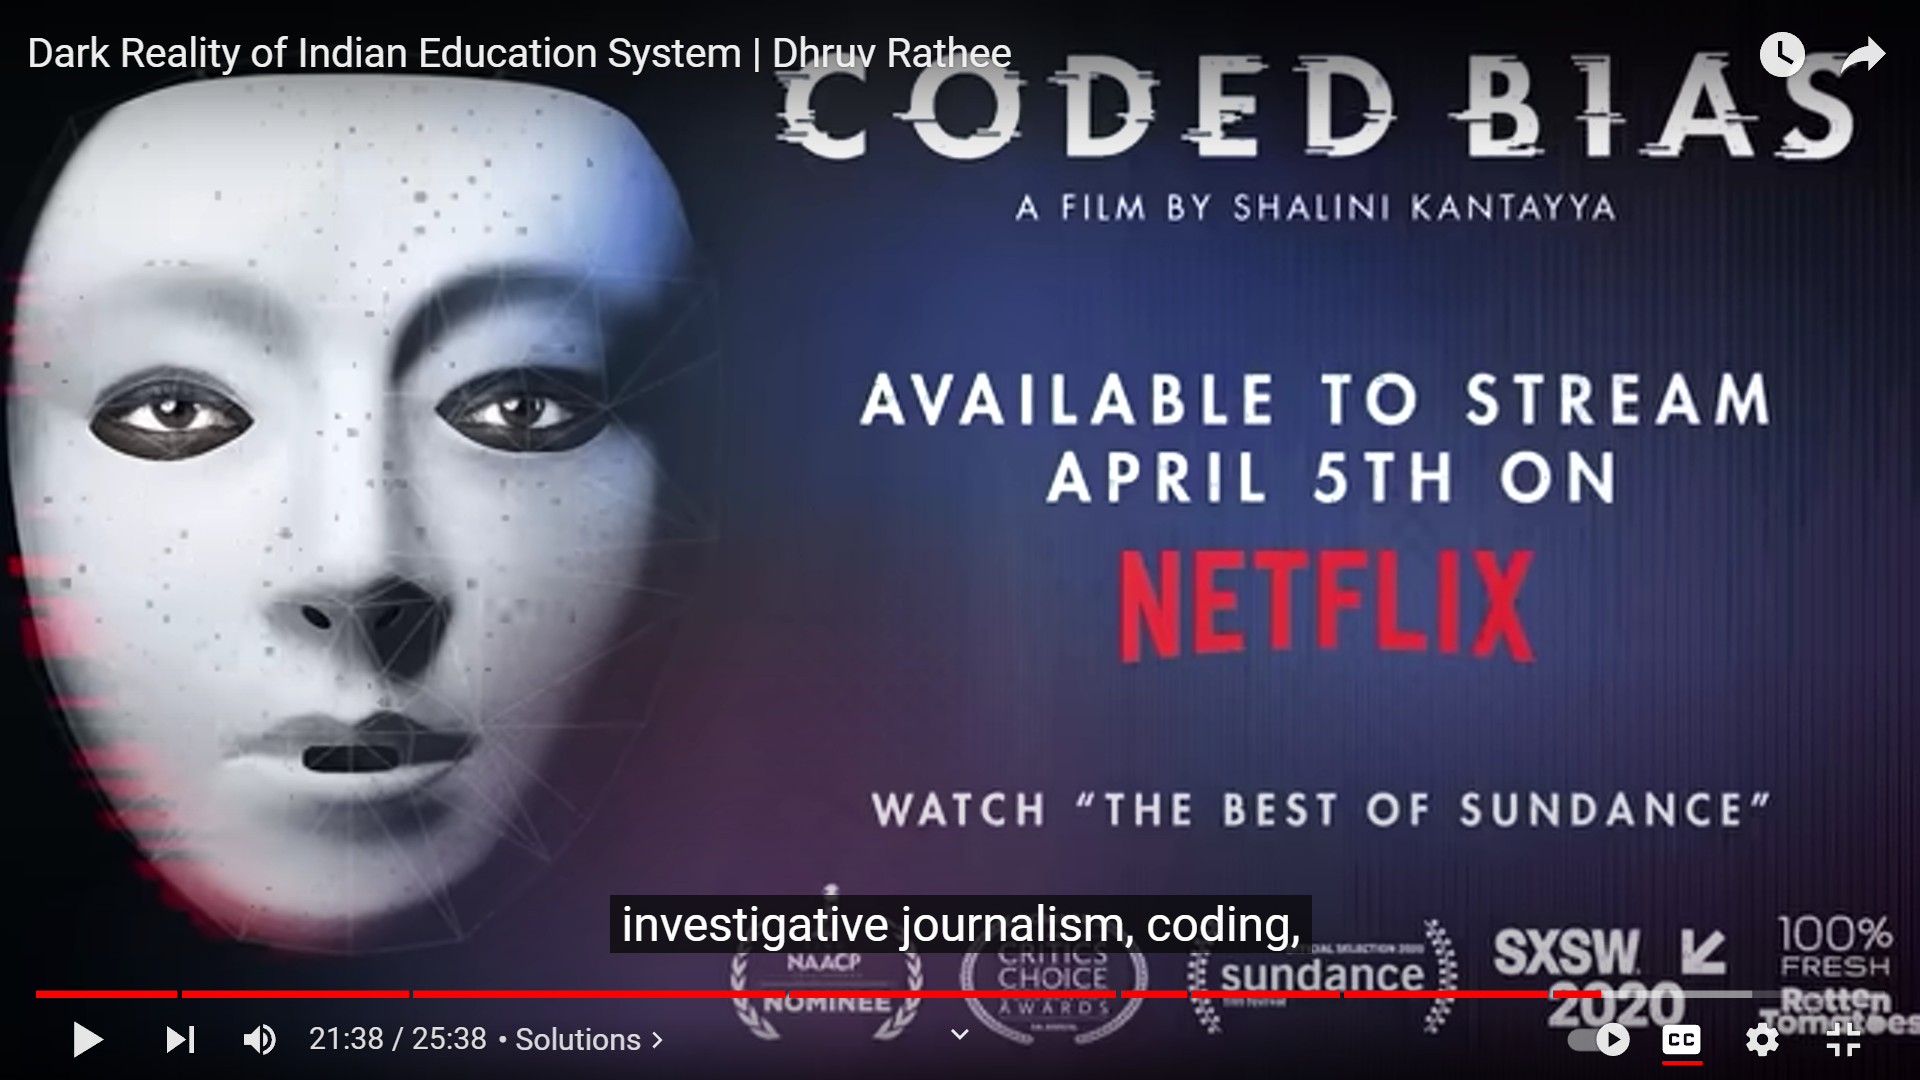 Dark Reality of Indian Education System | Dhruv Rathee
CODED BIAS
A FILM BY SHALINI KANTAYYA
AVAILABLE TO STREAM
APRIL 5TH ON
NETFLIX
WATCH “THE BEST OF SUNDANCE”
investigative journalism, coding,
NAACP
NOMINEE
CRITICS
CHOICE
AWARDS
SELECTION 2020
sundance
film festival
SXSW
2020
100%
FRESH
Rotten
Tomatoes
21:38 / 25:38 • Solutions >
CC